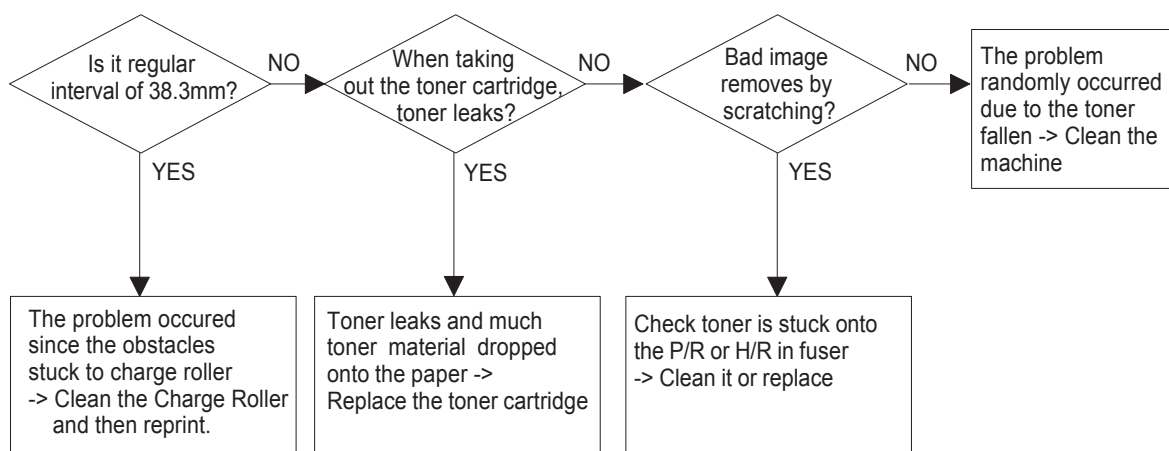 Is it regular
interval of 38.3mm?
NO
YES
When taking
out the toner cartridge,
toner leaks?
NO
YES
Bad image
removes by
scratching?
NO
YES
The problem
randomly occurred
due to the toner
fallen -> Clean the
machine
The problem occured
since the obstacles
stuck to charge roller
-> Clean the Charge Roller
and then reprint.
Toner leaks and much
toner material dropped
onto the paper ->
Replace the toner cartridge
Check toner is stuck onto
the P/R or H/R in fuser
-> Clean it or replace